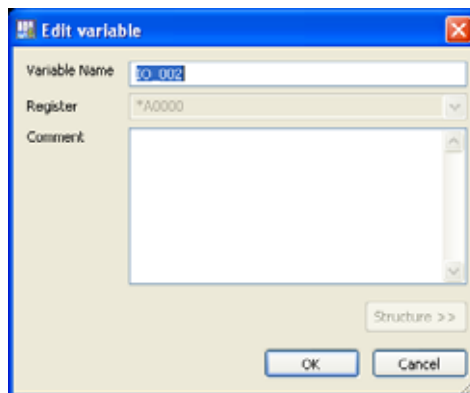 Edit variable
Variable Name IO_002
Register *A0000
Comment
Structure >>
OK Cancel